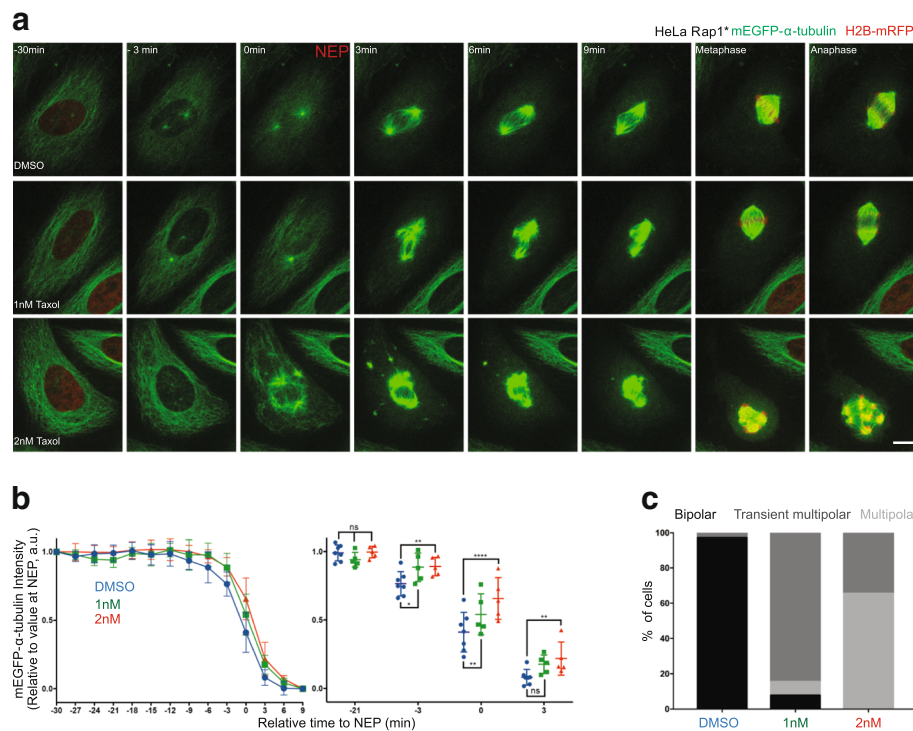 a
HeLa Rap1* mEGFP-α-tubulin H2B-mRFP
-30min
- 3 min
0min
NEP
3min
6min
9min
Metaphase
Anaphase
DMSO
1nM Taxol
2nM Taxol
b
mEGFP-α-tubulin Intensity
(Relative to value at NEP, a.u.)
1.0
0.5
0.0
DMSO
1nM
2nM
-30 -27 -24 -21 -18 -15 -12 -9 -6 -3 0 3 6 9
1.0
0.5
0.0
ns
**
*
****
**
**
ns
-21 -3 0 3
Relative time to NEP (min)
c
Bipolar Transient multipolar Multipola
% of cells
100
80
60
40
20
0
DMSO 1nM 2nM